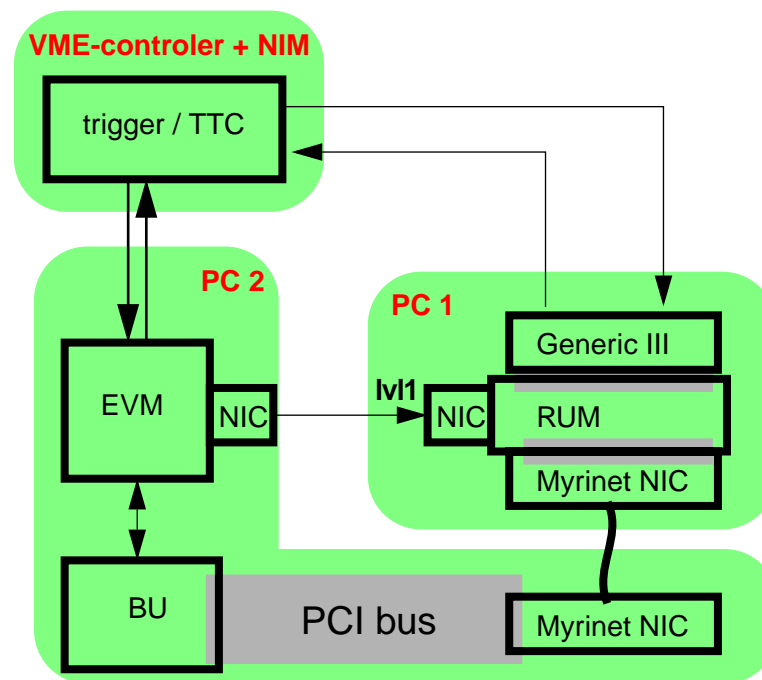 VME-controler + NIM
trigger / TTC
PC 2
PC 1
Generic III
EVM
NIC
lvl1
NIC
RUM
Myrinet NIC
BU
PCI bus
Myrinet NIC